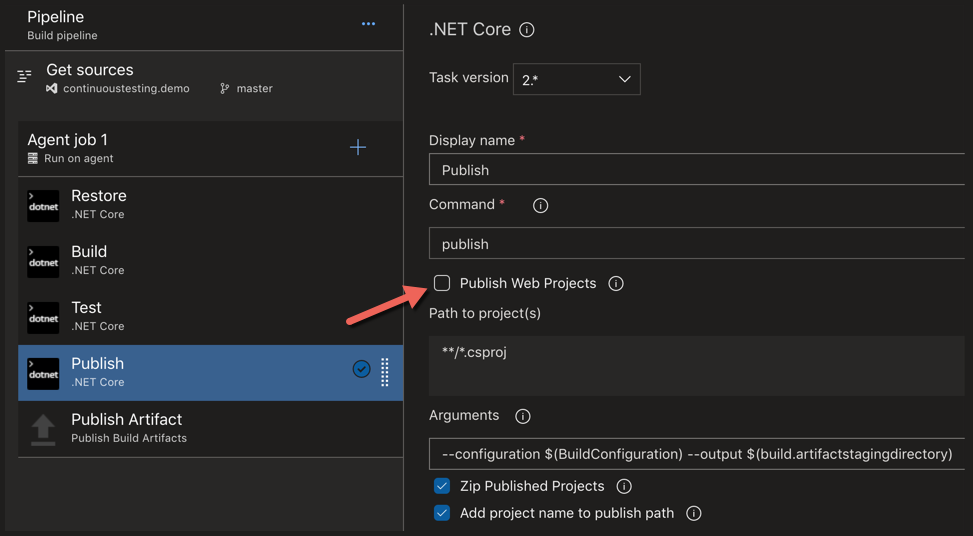 Pipeline
Build pipeline
...
Get sources
continuoustesting.demo master
Agent job 1
Run on agent
dotnet
Restore
.NET Core
dotnet
Build
.NET Core
dotnet
Test
.NET Core
dotnet
Publish
.NET Core
Publish Artifact
Publish Build Artifacts
.NET Core
Task version 2.*
Display name *
Publish
Command *
publish
Publish Web Projects
Path to project(s)
**/*.csproj
Arguments
--configuration $(BuildConfiguration) --output $(build.artifactstagingdirectory)
Zip Published Projects
Add project name to publish path